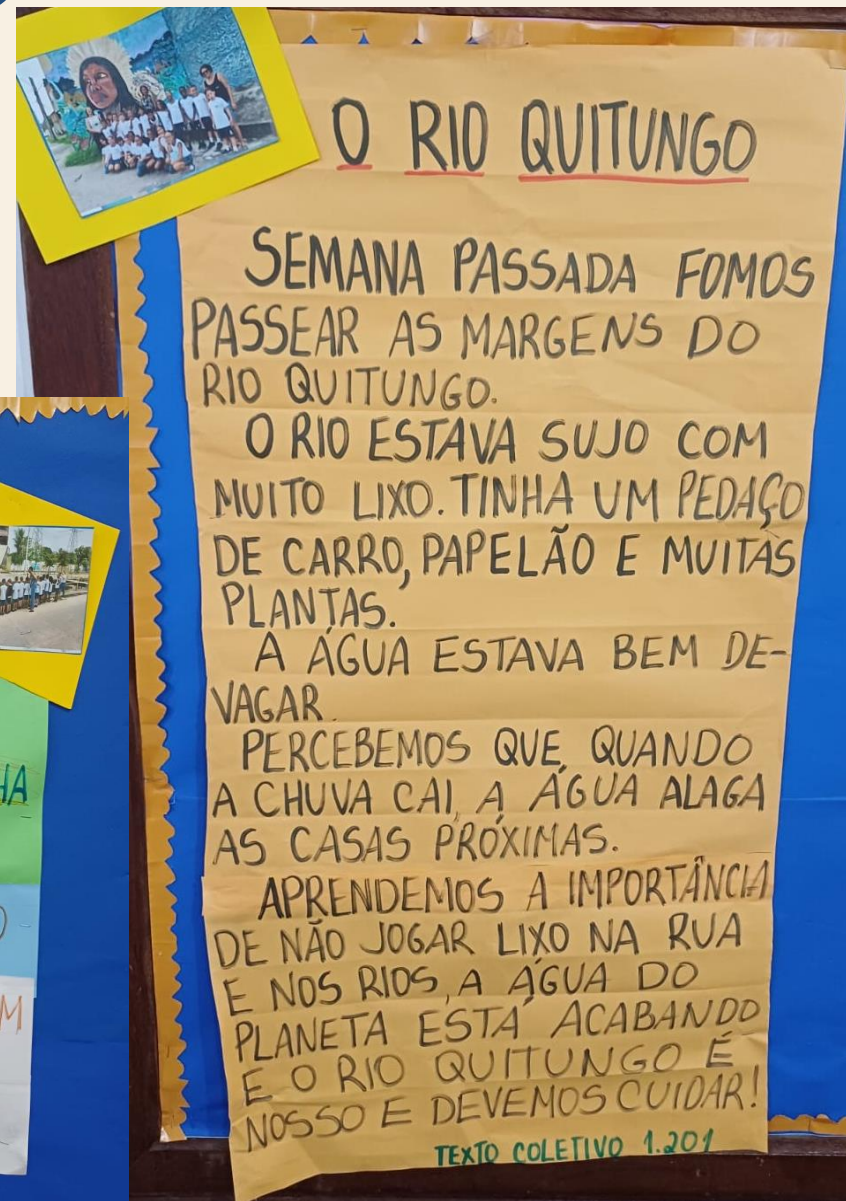 O RIO QUITUNGO
SEMANA PASSADA FOMOS
PASSEAR AS MARGENS DO
RIO QUITUNGO.
O RIO ESTAVA SUJO COM
MUITO LIXO. TINHA UM PEDAÇO
DE CARRO, PAPELÃO E MUITAS
PLANTAS.
A ÁGUA ESTAVA BEM DE-
VAGAR.
PERCEBEMOS QUE, QUANDO
A CHUVA CAI, A ÁGUA ALAGA
AS CASAS PRÓXIMAS.
APRENDEMOS A IMPORTÂNCIA
DE NÃO JOGAR LIXO NA RUA
E NOS RIOS, A ÁGUA DO
PLANETA ESTÁ ACABANDO
E O RIO QUITUNGO É
NOSSO E DEVEMOS CUIDAR!
TEXTO COLETIVO 1.201